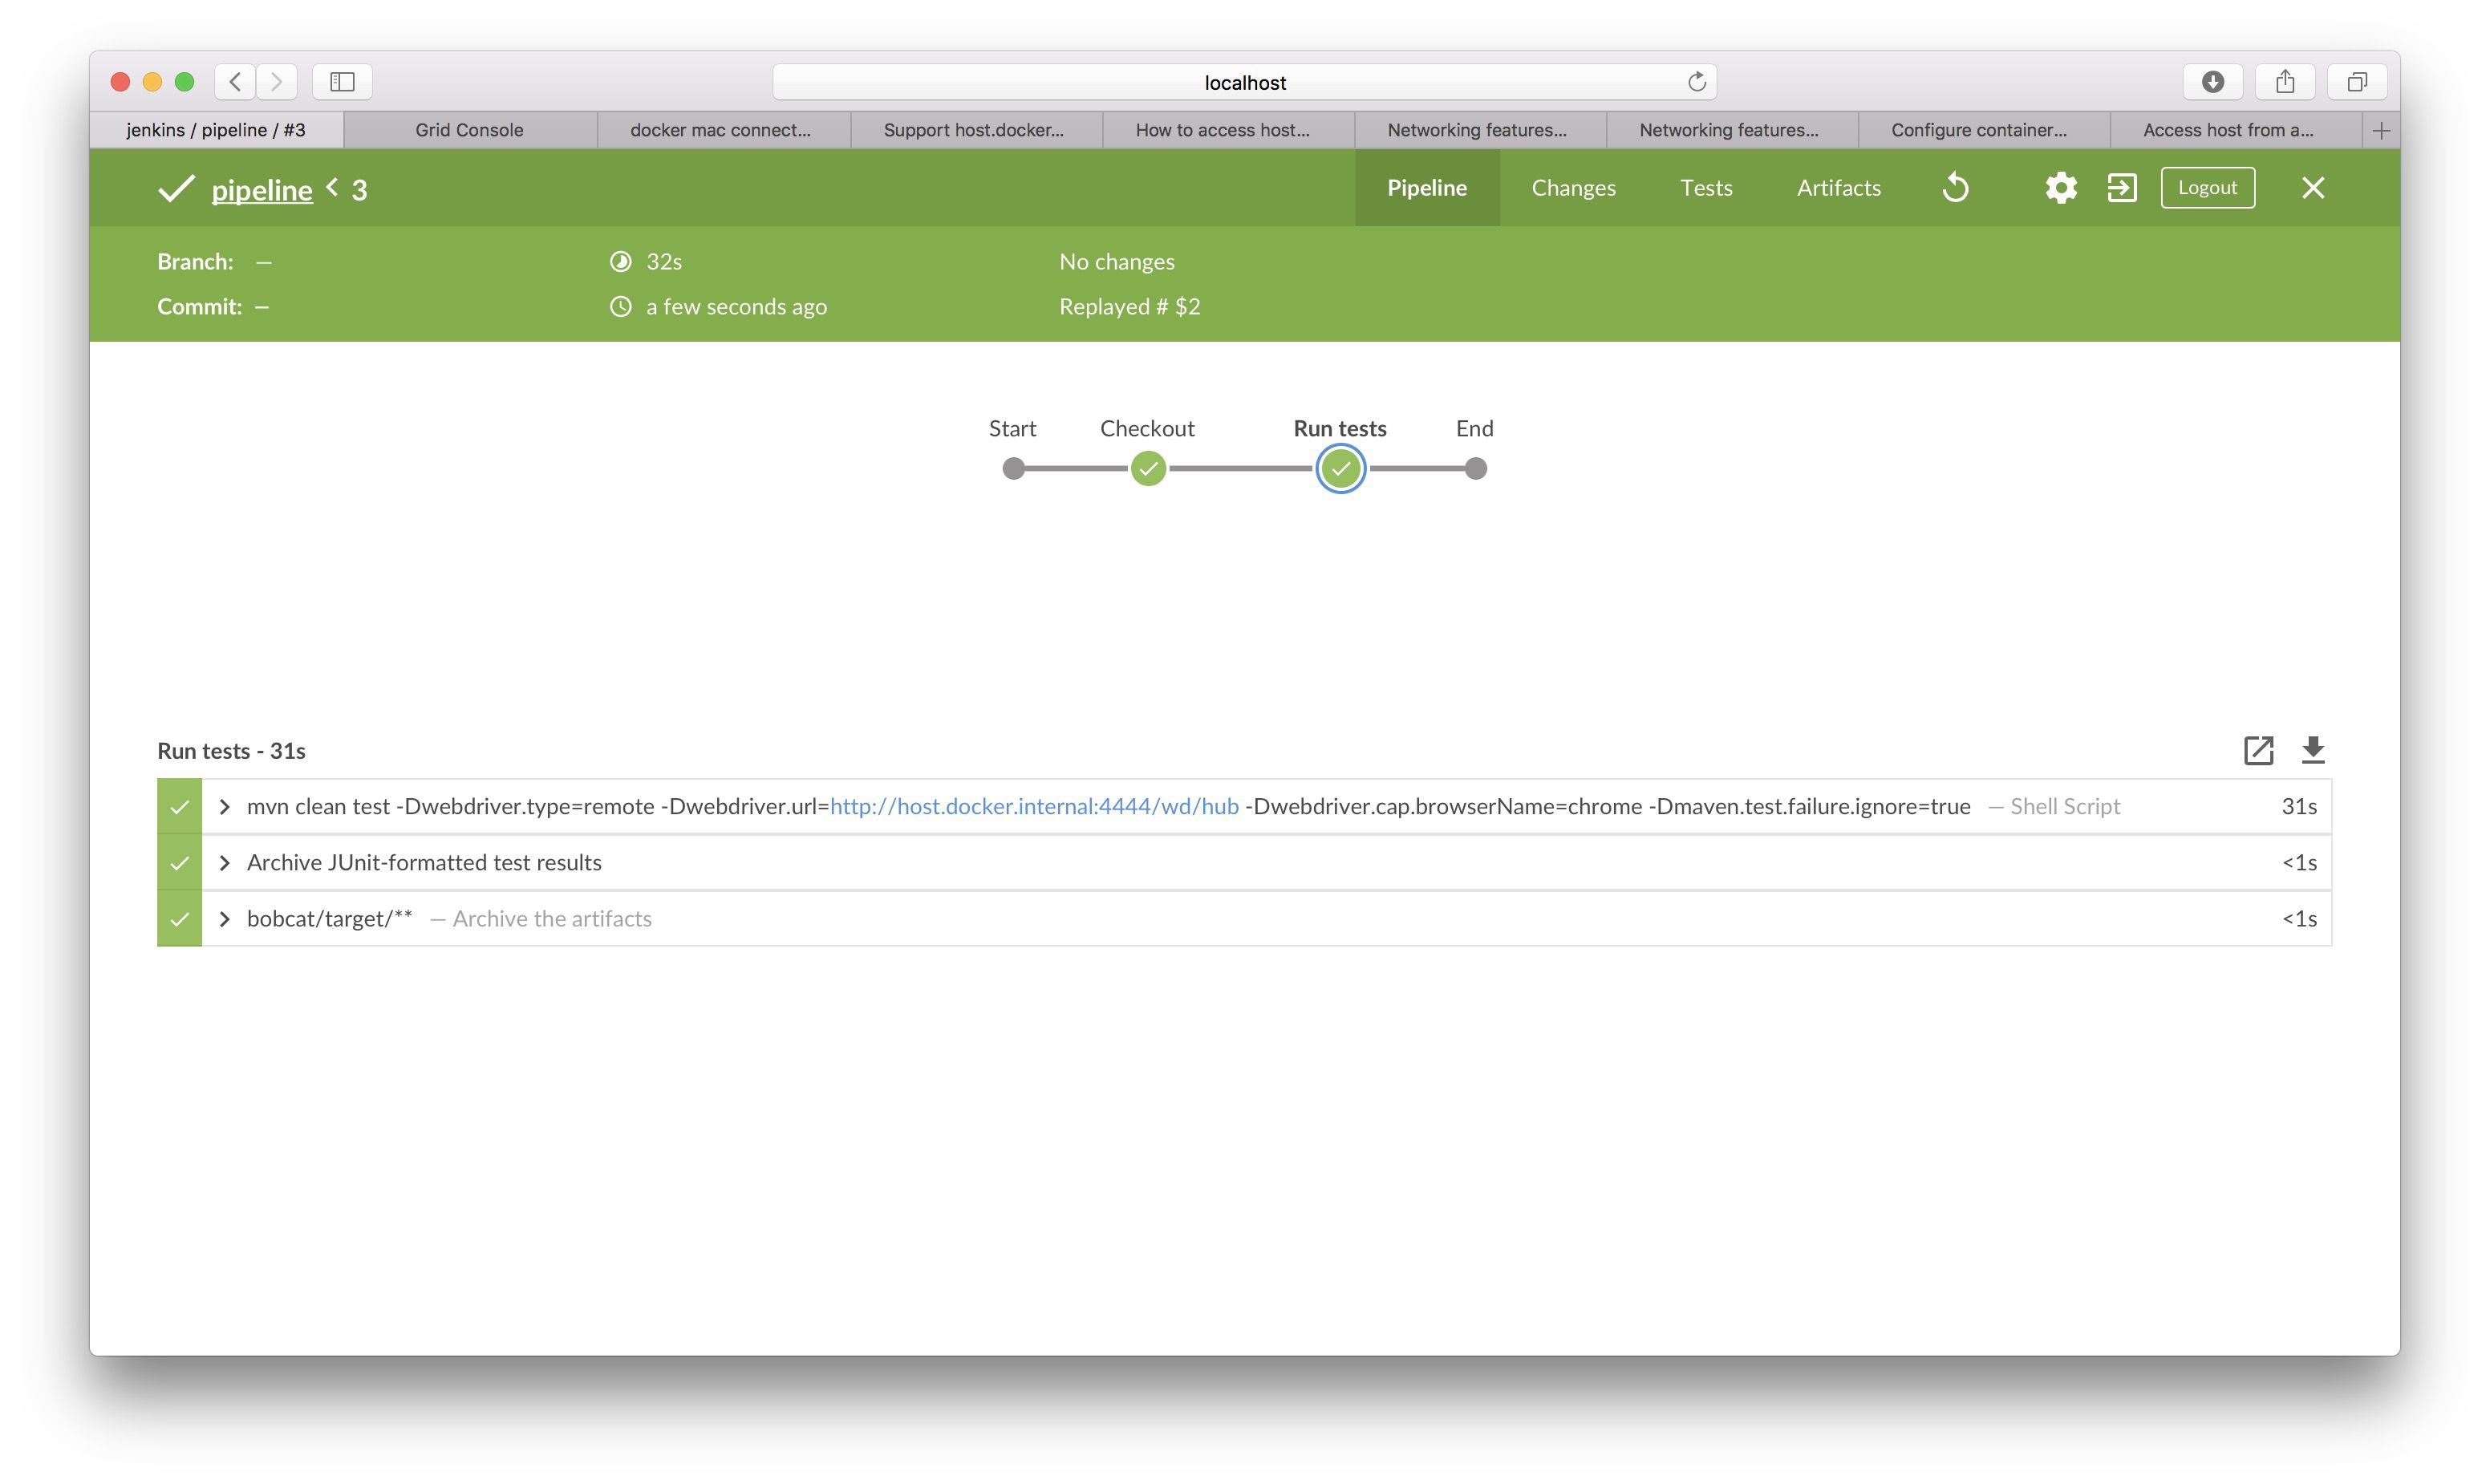 localhost
jenkins / pipeline / #3
Grid Console
docker mac connect...
Support host.docker...
How to access host...
Networking features...
Networking features...
Configure container...
Access host from a...
pipeline < 3
Pipeline
Changes
Tests
Artifacts
Logout
Branch: —
32s
No changes
Commit: —
a few seconds ago
Replayed # $2
Start
Checkout
Run tests
End
Run tests - 31s
mvn clean test -Dwebdriver.type=remote -Dwebdriver.url=http://host.docker.internal:4444/wd/hub -Dwebdriver.cap.browserName=chrome -Dmaven.test.failure.ignore=true — Shell Script 31s
Archive JUnit-formatted test results <1s
bobcat/target/** — Archive the artifacts <1s